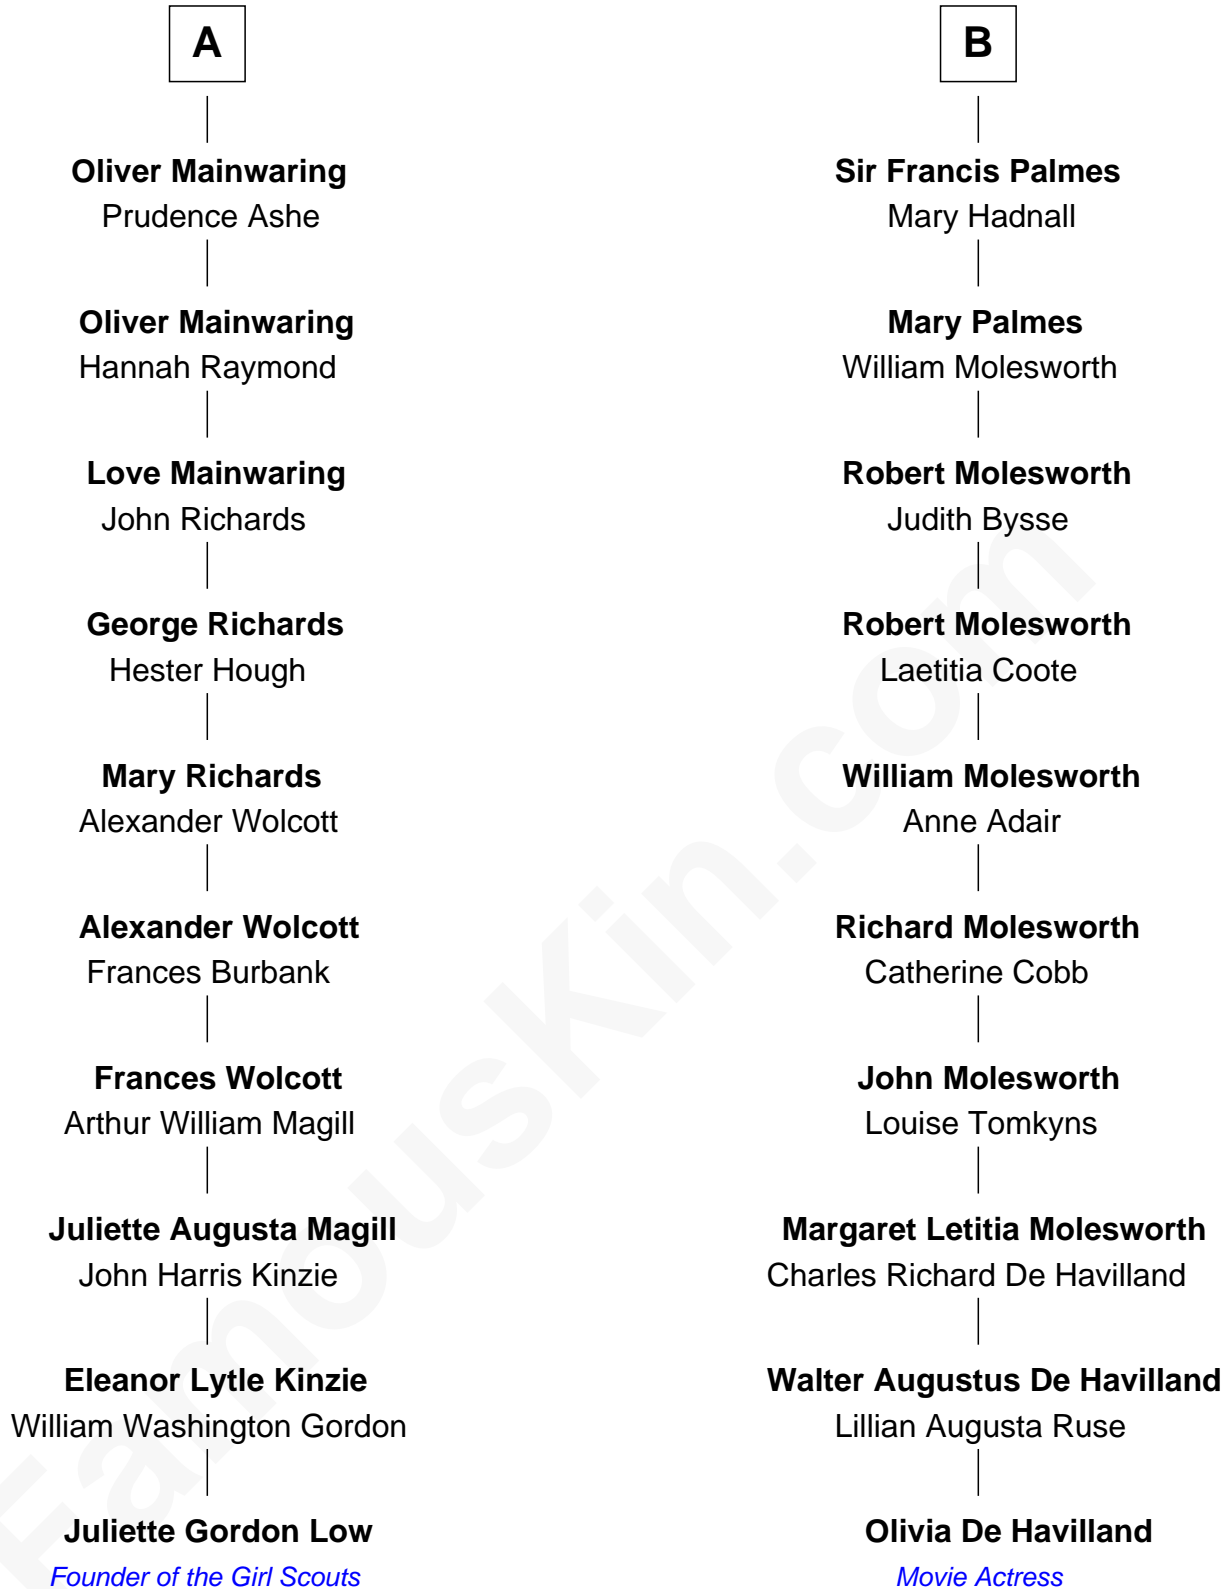 A
Oliver Mainwaring
Prudence Ashe
Oliver Mainwaring
Hannah Raymond
Love Mainwaring
John Richards
George Richards
Hester Hough
Mary Richards
Alexander Wolcott
Alexander Wolcott
Frances Burbank
Frances Wolcott
Arthur William Magill
Juliette Augusta Magill
John Harris Kinzie
Eleanor Lytle Kinzie
William Washington Gordon
Juliette Gordon Low
Founder of the Girl Scouts
B
Sir Francis Palmes
Mary Hadnall
Mary Palmes
William Molesworth
Robert Molesworth
Judith Bysse
Robert Molesworth
Laetitia Coote
William Molesworth
Anne Adair
Richard Molesworth
Catherine Cobb
John Molesworth
Louise Tomkyns
Margaret Letitia Molesworth
Charles Richard De Havilland
Walter Augustus De Havilland
Lillian Augusta Ruse
Olivia De Havilland
Movie Actress
FamousKin.com